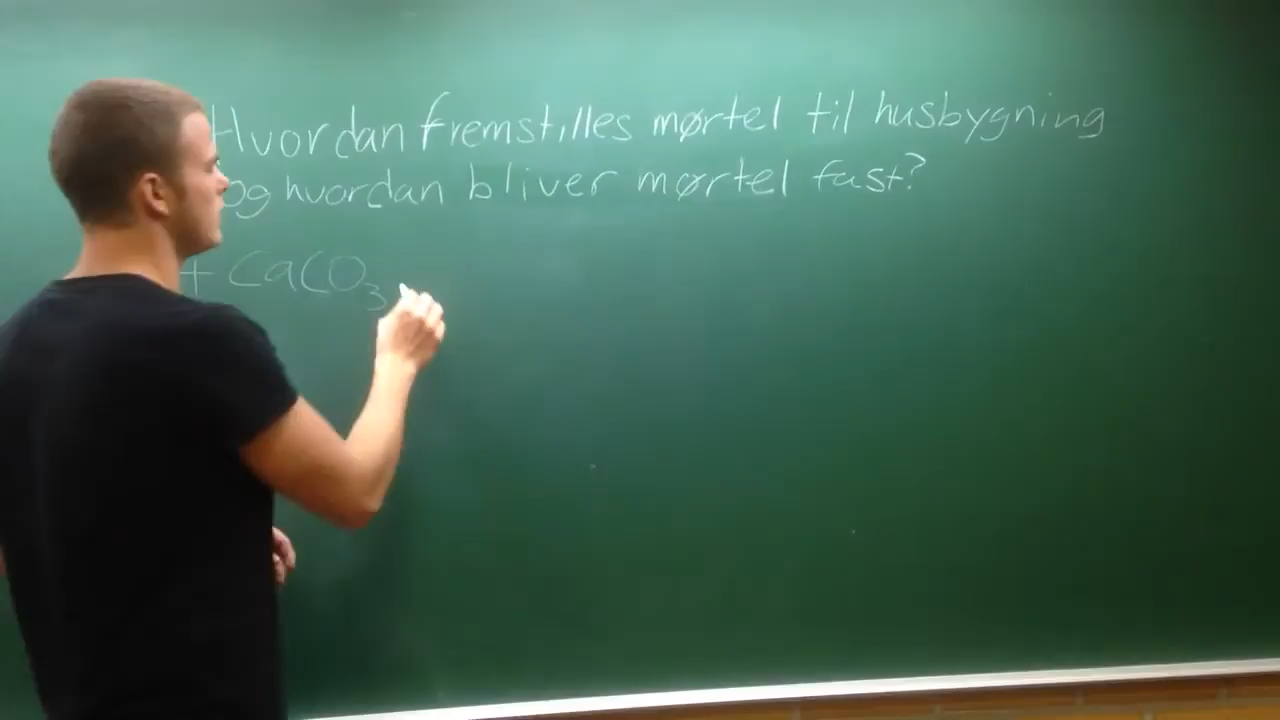 Hvordan fremstilles mørtel til husbygning
og hvordan bliver mørtel fast?
+ CaCO₃